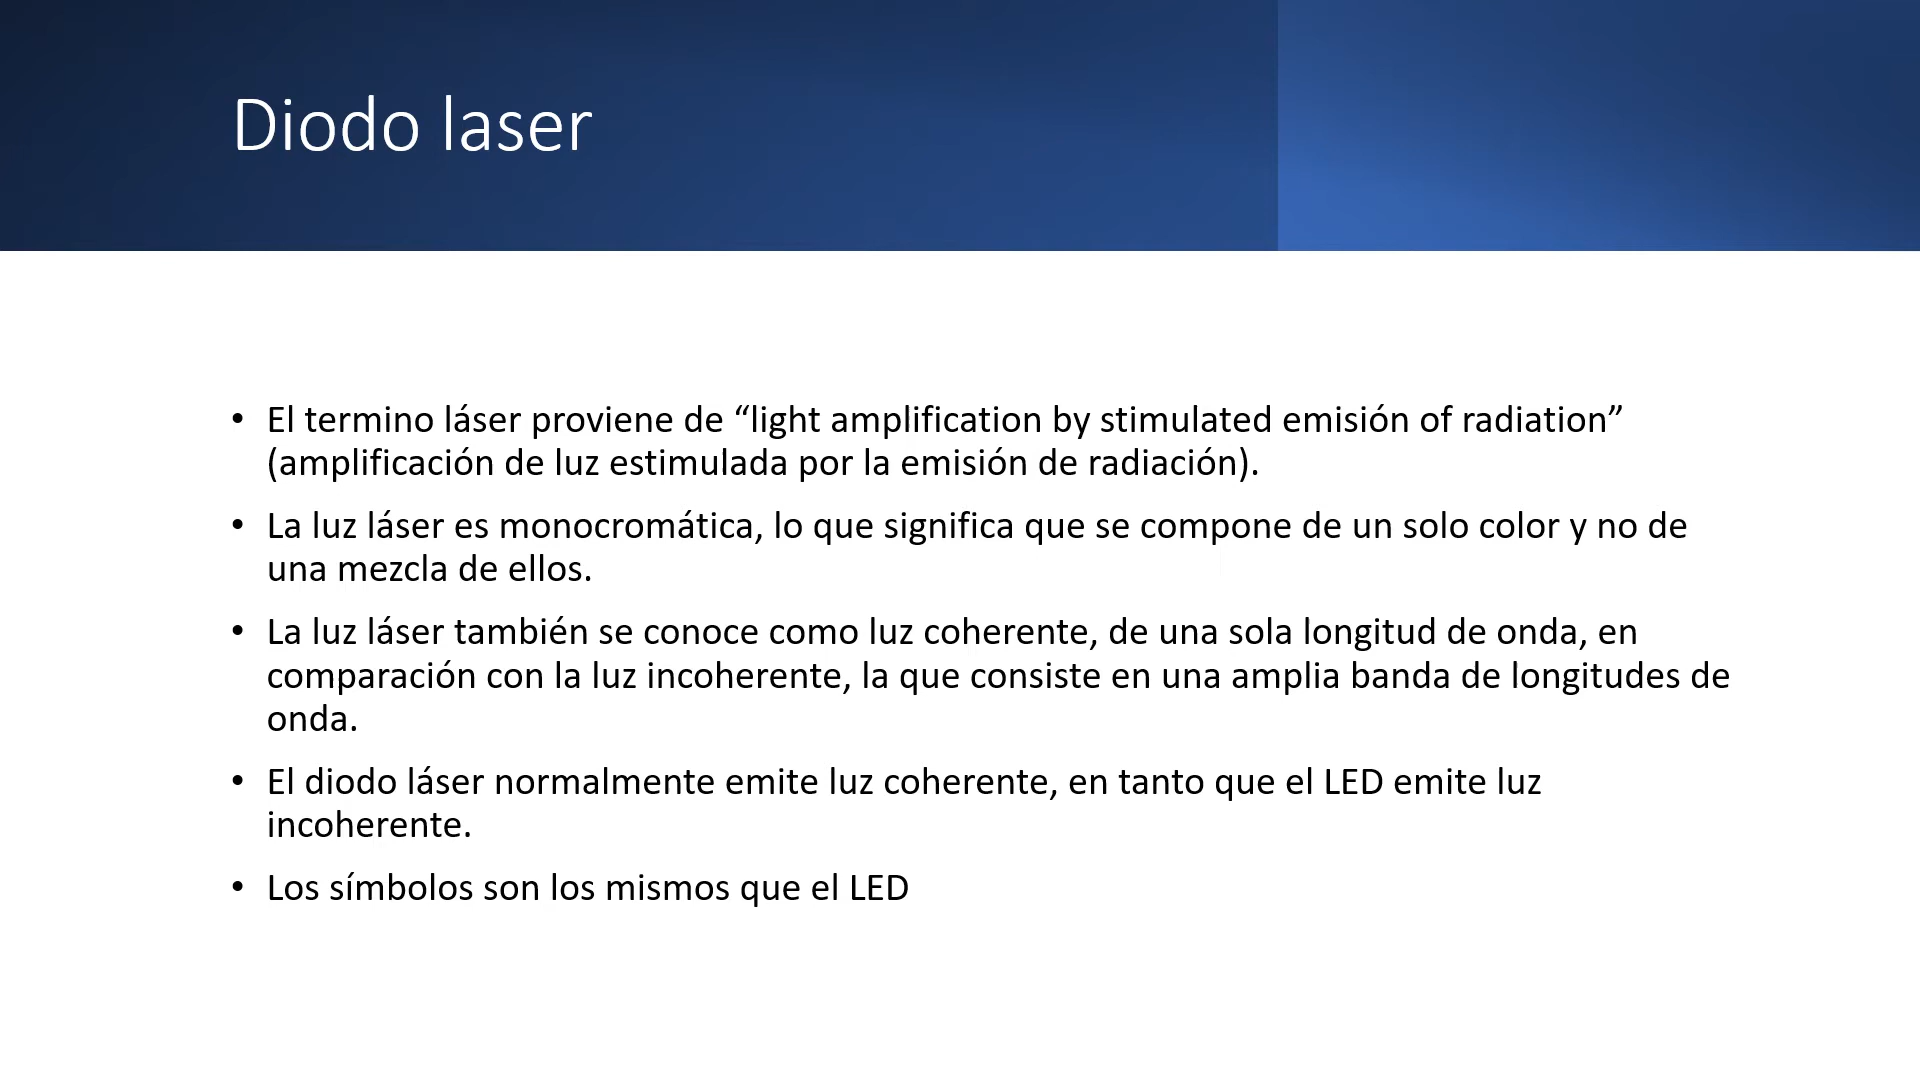 Diodo laser
• El termino láser proviene de “light amplification by stimulated emisión of radiation”
(amplificación de luz estimulada por la emisión de radiación).
• La luz láser es monocromática, lo que significa que se compone de un solo color y no de
una mezcla de ellos.
• La luz láser también se conoce como luz coherente, de una sola longitud de onda, en
comparación con la luz incoherente, la que consiste en una amplia banda de longitudes de
onda.
• El diodo láser normalmente emite luz coherente, en tanto que el LED emite luz
incoherente.
• Los símbolos son los mismos que el LED